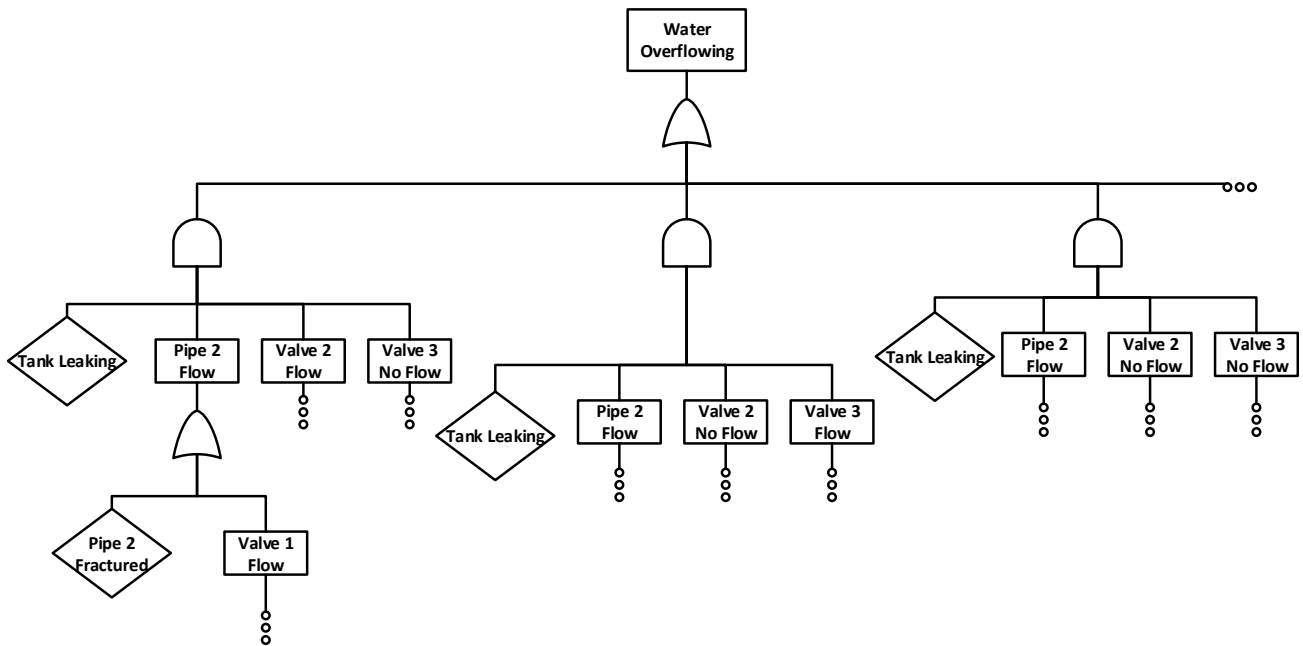 Water
Overflowing
Tank Leaking
Pipe 2
Flow
Valve 2
Flow
Valve 3
No Flow
Tank Leaking
Pipe 2
Flow
Valve 2
No Flow
Valve 3
Flow
Tank Leaking
Pipe 2
Flow
Valve 2
No Flow
Valve 3
No Flow
Pipe 2
Fractured
Valve 1
Flow